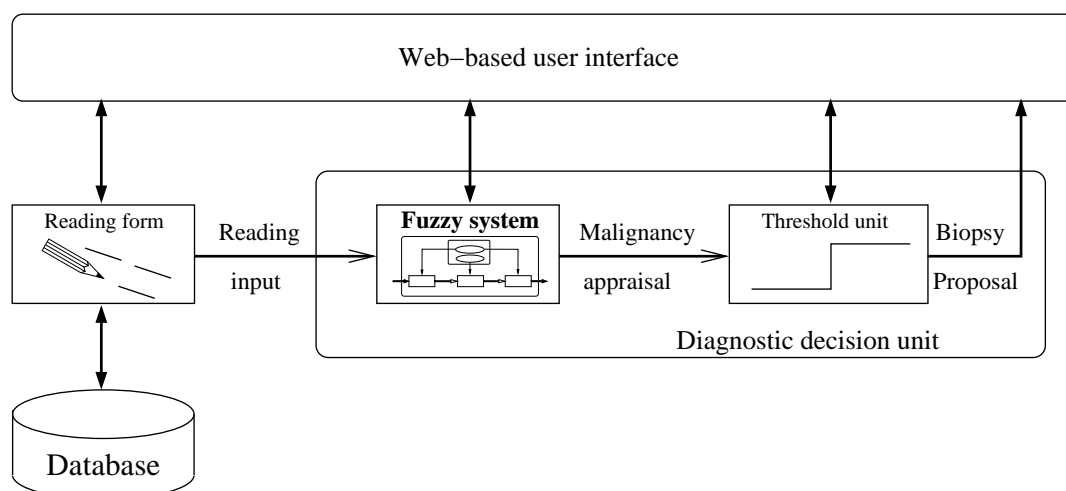 Web−based user interface
Reading form
Reading
input
Fuzzy system
Malignancy
appraisal
Threshold unit
Biopsy
Proposal
Diagnostic decision unit
Database